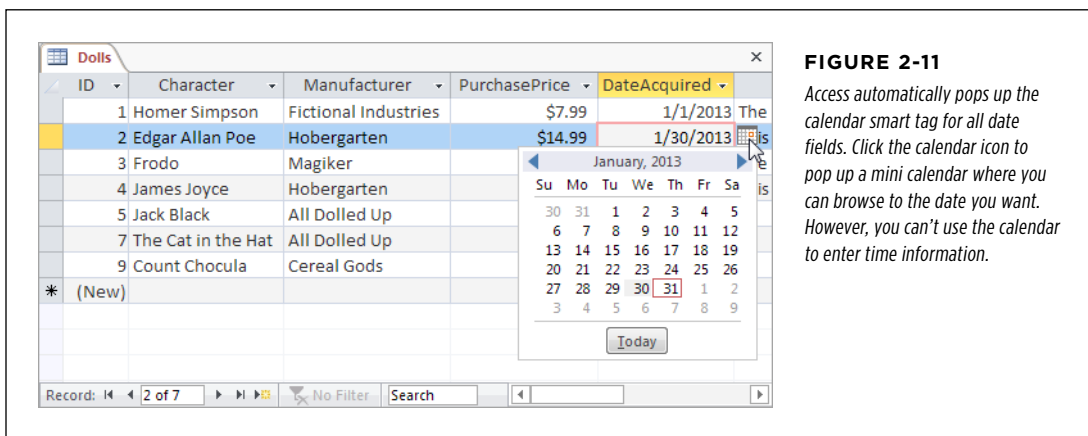 Dolls
ID Character Manufacturer PurchasePrice DateAcquired
1 Homer Simpson Fictional Industries $7.99 1/1/2013 The
2 Edgar Allan Poe Hobergarten $14.99 1/30/2013 is
3 Frodo Magiker
4 James Joyce Hobergarten is
5 Jack Black All Dolled Up
7 The Cat in the Hat All Dolled Up
9 Count Chocula Cereal Gods
* (New)
January, 2013
Su Mo Tu We Th Fr Sa
30 31 1 2 3 4 5
6 7 8 9 10 11 12
13 14 15 16 17 18 19
20 21 22 23 24 25 26
27 28 29 30 31 1 2
3 4 5 6 7 8 9
Today
Record: 2 of 7 No Filter Search
FIGURE 2-11
Access automatically pops up the
calendar smart tag for all date
fields. Click the calendar icon to
pop up a mini calendar where you
can browse to the date you want.
However, you can’t use the calendar
to enter time information.